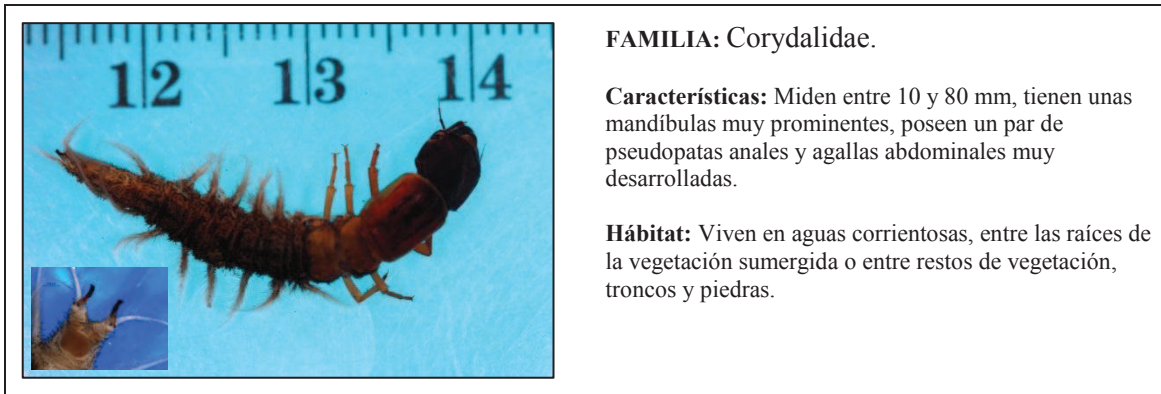 12 13 14
FAMILIA: Corydalidae.
Características: Miden entre 10 y 80 mm, tienen unas
mandíbulas muy prominentes, poseen un par de
pseudopatas anales y agallas abdominales muy
desarrolladas.
Hábitat: Viven en aguas corrientosas, entre las raíces de
la vegetación sumergida o entre restos de vegetación,
troncos y piedras.